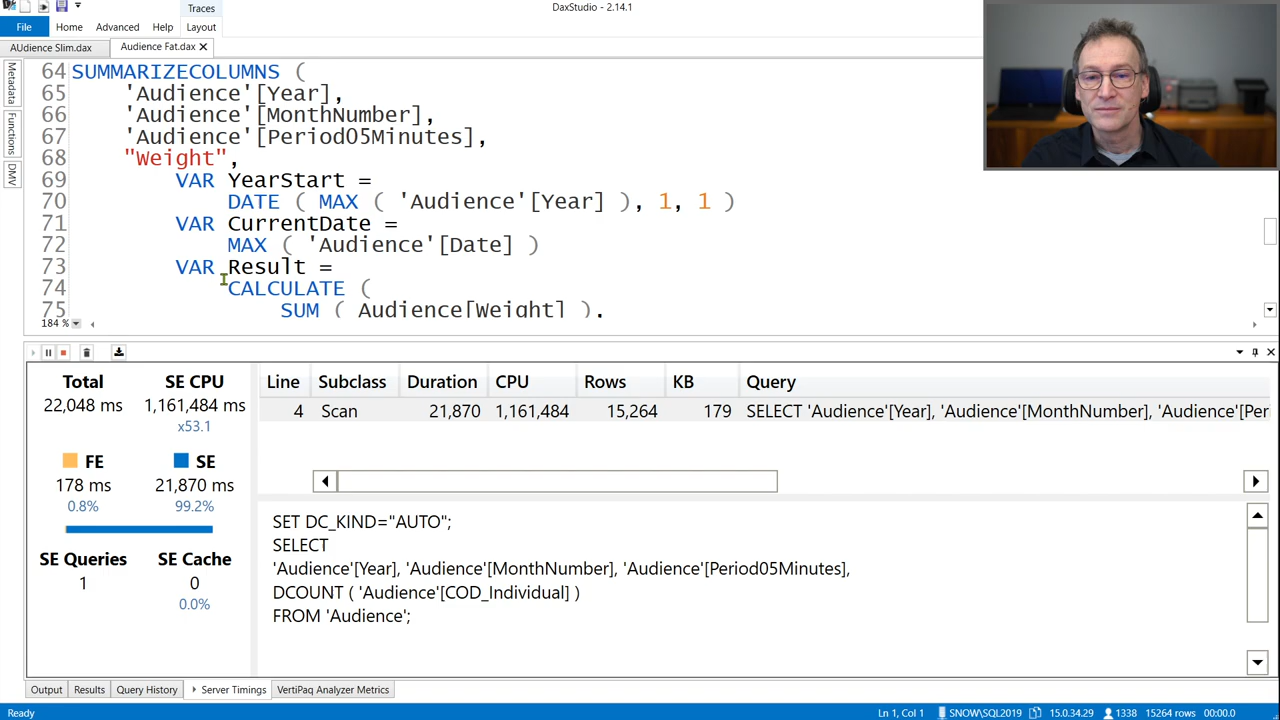 Traces
DaxStudio - 2.14.1
File
Home
Advanced
Help
Layout
AUdience Slim.dax
Audience Fat.dax
Metadata
Functions
DMV
64 SUMMARIZECOLUMNS (
65 'Audience'[Year],
66 'Audience'[MonthNumber],
67 'Audience'[Period05Minutes],
68 "Weight",
69 VAR YearStart =
70 DATE ( MAX ( 'Audience'[Year] ), 1, 1 )
71 VAR CurrentDate =
72 MAX ( 'Audience'[Date] )
73 VAR Result =
74 CALCULATE (
75 SUM ( Audience[Weight] ),
184 %
Total
22,048 ms
SE CPU
1,161,484 ms
x53.1
FE
178 ms
0.8%
SE
21,870 ms
99.2%
SE Queries
1
SE Cache
0
0.0%
Line Subclass Duration CPU Rows KB Query
4 Scan 21,870 1,161,484 15,264 179 SELECT 'Audience'[Year], 'Audience'[MonthNumber], 'Audience'[Per
SET DC_KIND="AUTO";
SELECT
'Audience'[Year], 'Audience'[MonthNumber], 'Audience'[Period05Minutes],
DCOUNT ( 'Audience'[COD_Individual] )
FROM 'Audience';
Output
Results
Query History
Server Timings
VertiPaq Analyzer Metrics
Ready
Ln 1, Col 1
SNOW\SQL2019
15.0.34.29
1338
15264 rows
00:00.0